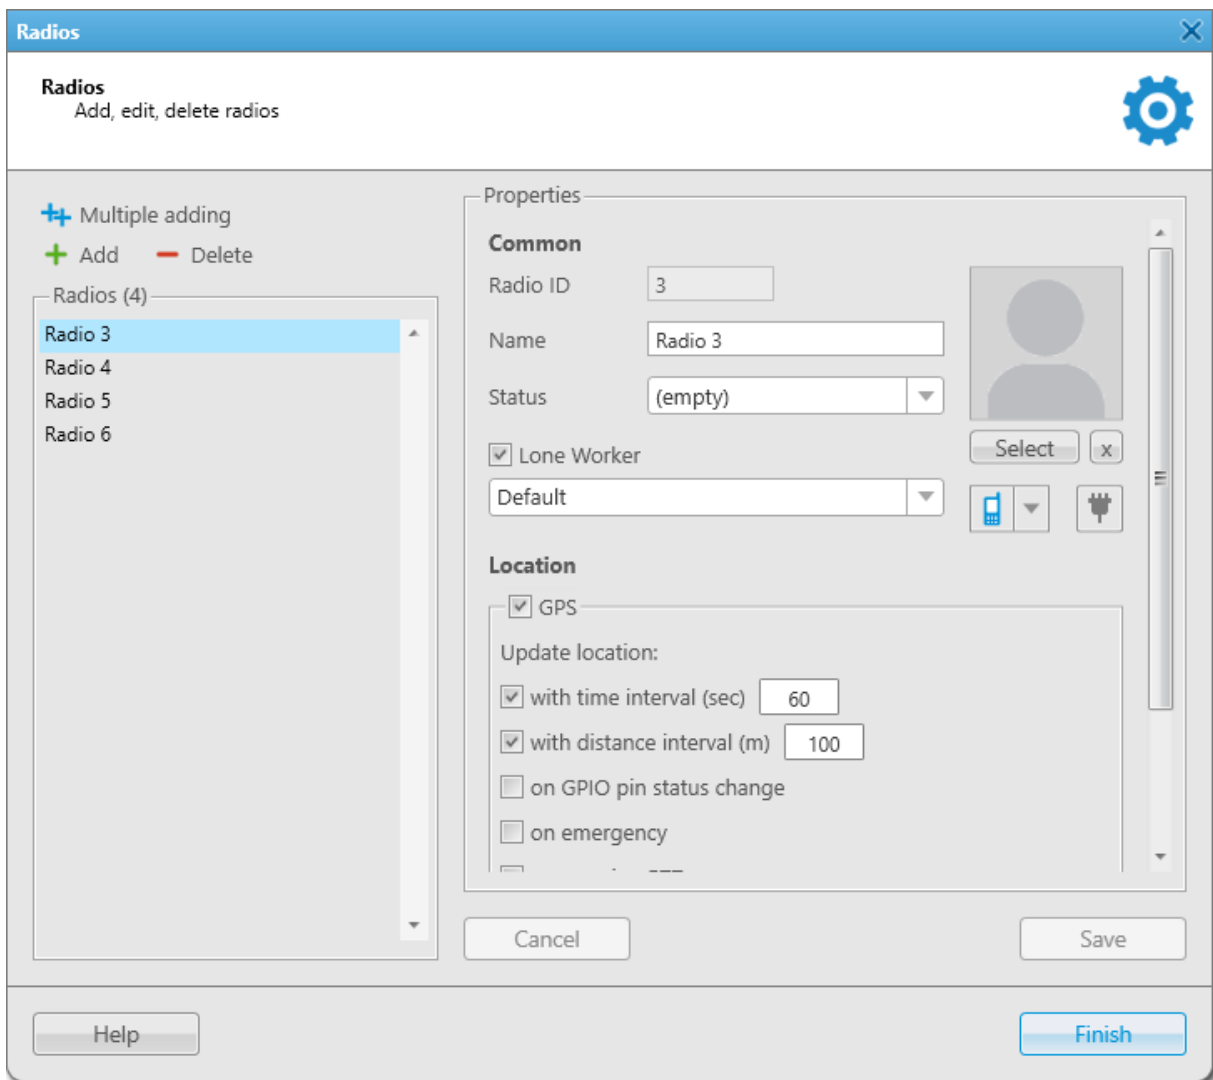 Radios
Radios
Add, edit, delete radios
Multiple adding
Add
Delete
Radios (4)
Radio 3
Radio 4
Radio 5
Radio 6
Properties
Common
Radio ID
3
Name
Radio 3
Status
(empty)
Lone Worker
Default
Select
x
Location
GPS
Update location:
with time interval (sec)
60
with distance interval (m)
100
on GPIO pin status change
on emergency
Cancel
Save
Help
Finish